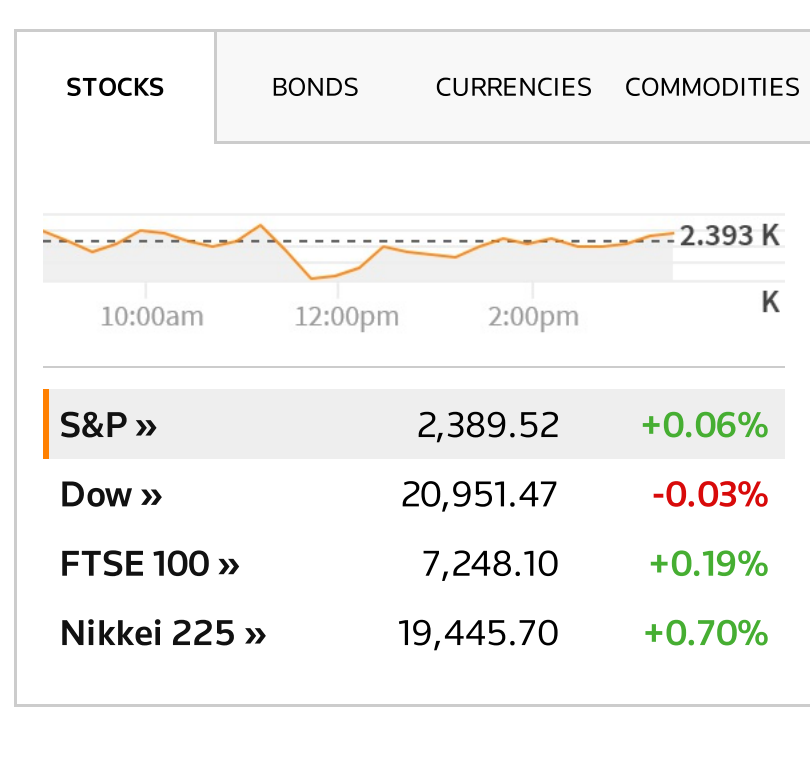 STOCKS BONDS CURRENCIES COMMODITIES
2.393 K
K
10:00am 12:00pm 2:00pm
S&P » 2,389.52 +0.06%
Dow » 20,951.47 -0.03%
FTSE 100 » 7,248.10 +0.19%
Nikkei 225 » 19,445.70 +0.70%